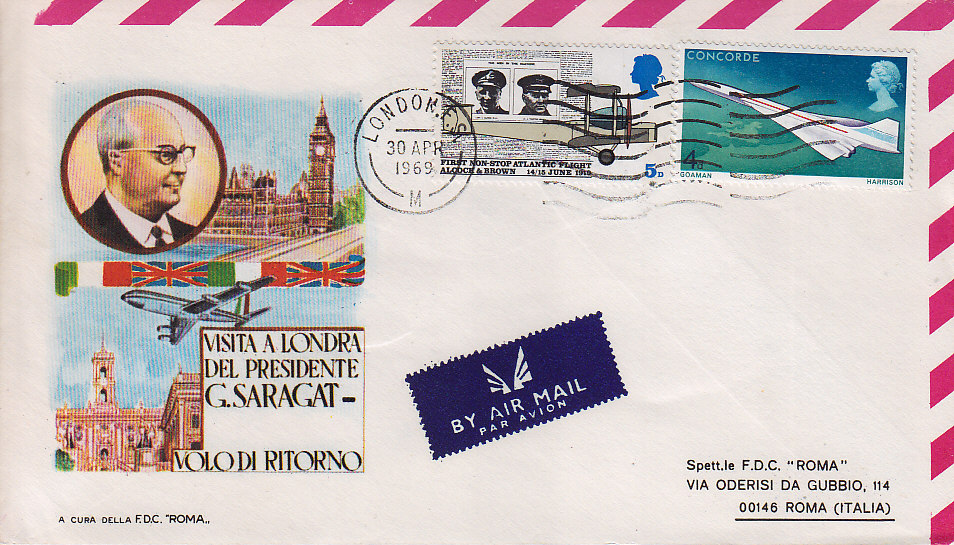 LONDON E.C.
30 APR
1969
M
FIRST NON-STOP ATLANTIC FLIGHT
ALCOCK & BROWN 14/15 JUNE 1919
5D
CONCORDE
4D
GOAMAN
HARRISON
VISITA A LONDRA
DEL PRESIDENTE
G. SARAGAT-
VOLO DI RITORNO
BY AIR MAIL
PAR AVION
A CURA DELLA F.D.C. "ROMA„
Spett.le F.D.C. "ROMA"
VIA ODERISI DA GUBBIO, 114
00146 ROMA (ITALIA)